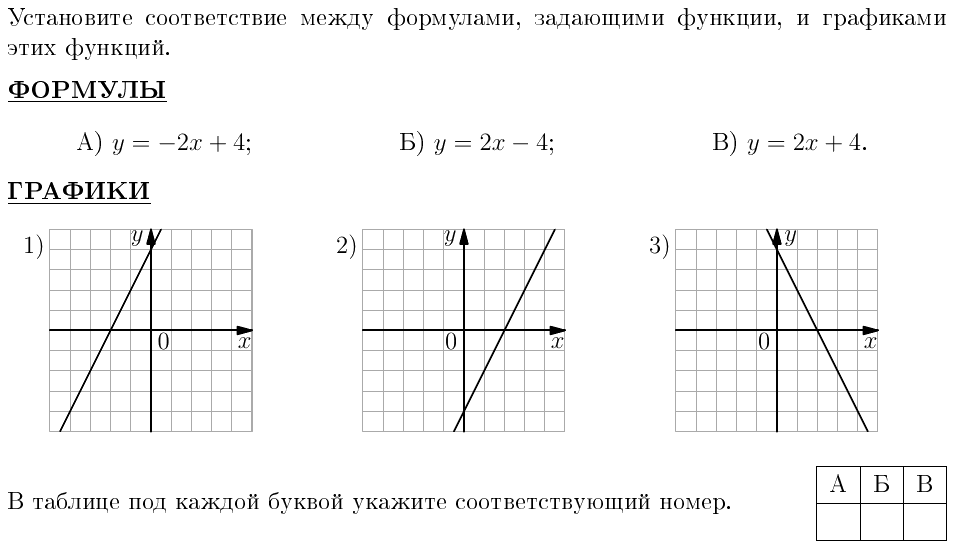 Установите соответствие между формулами, задающими функции, и графиками
этих функций.
ФОРМУЛЫ
А) y = −2x + 4; Б) y = 2x − 4; В) y = 2x + 4.
ГРАФИКИ
1) y 0 x 2) y 0 x 3) y 0 x
В таблице под каждой буквой укажите соответствующий номер.
А Б В